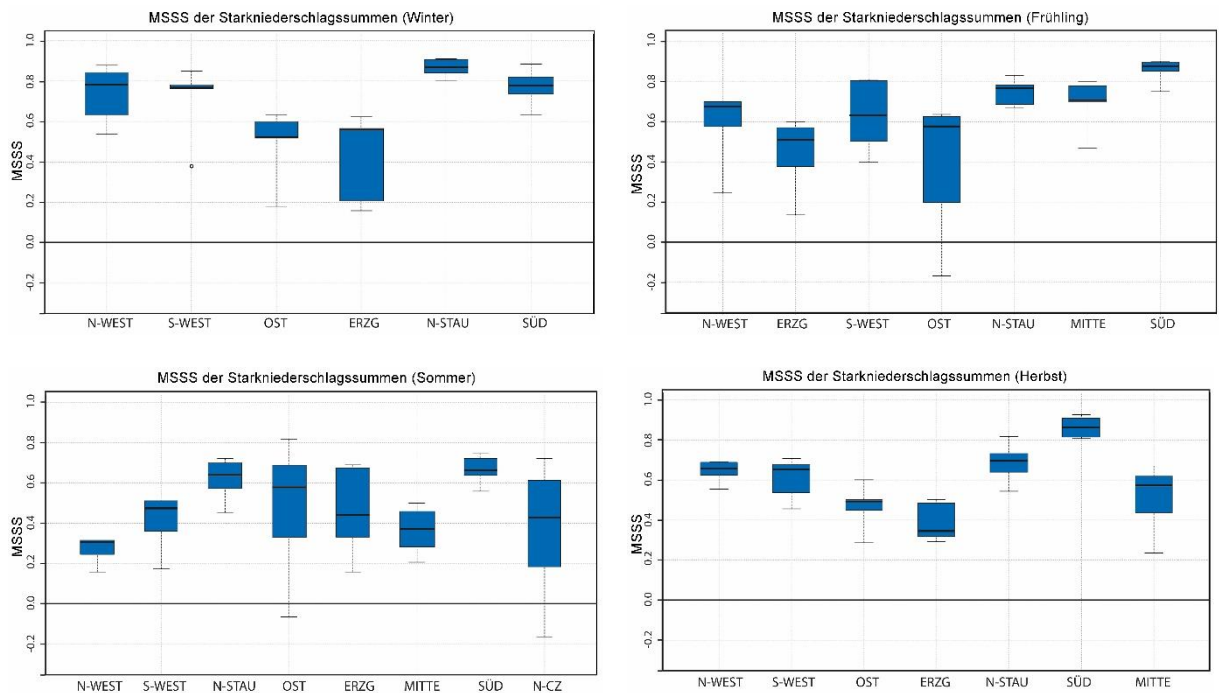 MSSS der Starkniederschlagssummen (Winter)
MSSS
1.0
0.8
0.6
0.4
0.2
0.0
-0.2
N-WEST S-WEST OST ERZG N-STAU SÜD
MSSS der Starkniederschlagssummen (Frühling)
MSSS
1.0
0.8
0.6
0.4
0.2
0.0
-0.2
N-WEST ERZG S-WEST OST N-STAU MITTE SÜD
MSSS der Starkniederschlagssummen (Sommer)
MSSS
1.0
0.8
0.6
0.4
0.2
0.0
-0.2
N-WEST S-WEST N-STAU OST ERZG MITTE SÜD N-CZ
MSSS der Starkniederschlagssummen (Herbst)
MSSS
1.0
0.8
0.6
0.4
0.2
0.0
-0.2
N-WEST S-WEST OST ERZG N-STAU SÜD MITTE